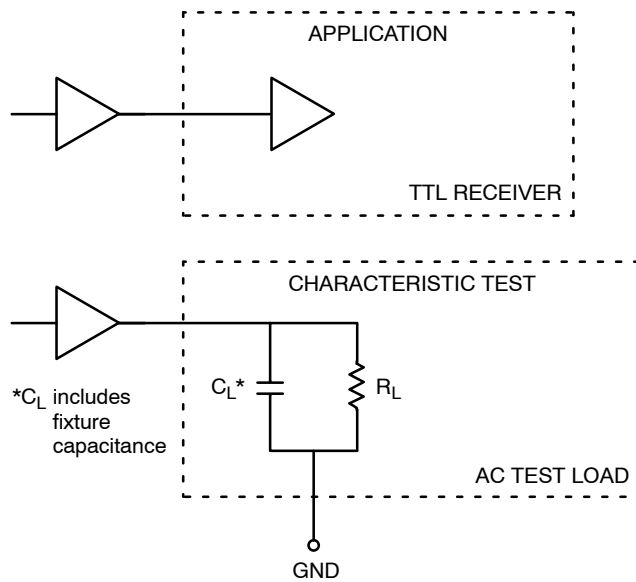 APPLICATION
TTL RECEIVER
CHARACTERISTIC TEST
*CL includes
fixture
capacitance
CL*
RL
AC TEST LOAD
GND